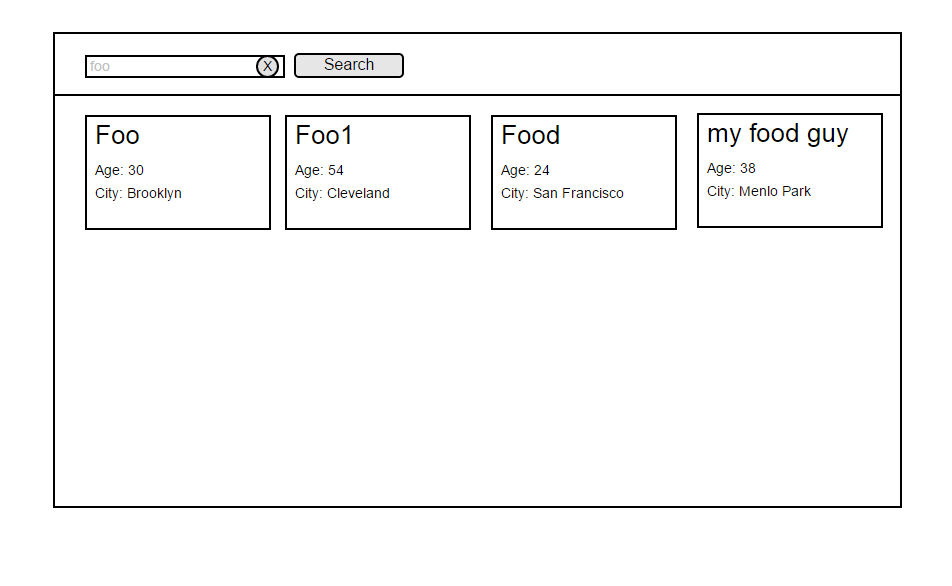 foo
X
Search
Foo
Age: 30
City: Brooklyn
Foo1
Age: 54
City: Cleveland
Food
Age: 24
City: San Francisco
my food guy
Age: 38
City: Menlo Park